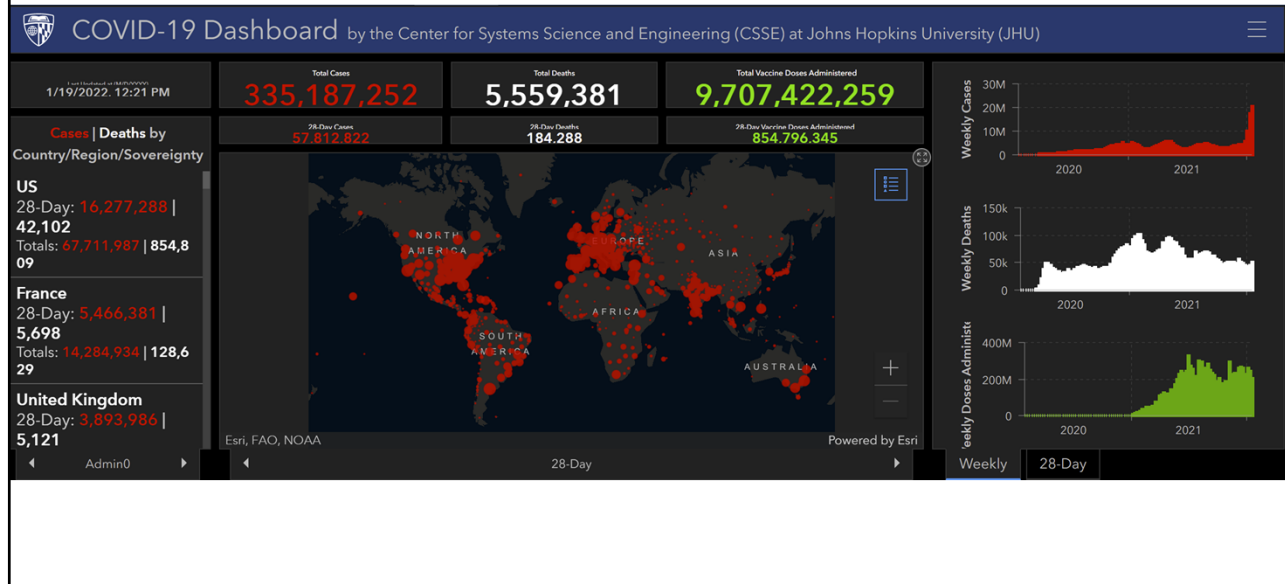 COVID-19 Dashboard by the Center for Systems Science and Engineering (CSSE) at Johns Hopkins University (JHU)
Last Updated at (M/D/YYYY)
1/19/2022, 12:21 PM
Cases | Deaths by
Country/Region/Sovereignty
US
28-Day: 16,277,288 |
42,102
Totals: 67,711,987 | 854,8
09
France
28-Day: 5,466,381 |
5,698
Totals: 14,284,934 | 128,6
29
United Kingdom
28-Day: 3,893,986 |
5,121
Admin0
Total Cases
335,187,252
Total Deaths
5,559,381
Total Vaccine Doses Administered
9,707,422,259
28-Day Cases
57,812,822
28-Day Deaths
184,288
28-Day Vaccine Doses Administered
854,796,345
NORTH
AMERICA
EUROPE
ASIA
AFRICA
SOUTH
AMERICA
AUSTRALIA
+
−
Esri, FAO, NOAA
Powered by Esri
28-Day
Weekly Cases
30M
20M
10M
0
2020
2021
Weekly Deaths
150k
100k
50k
0
2020
2021
eekly Doses Administe
400M
200M
0
2020
2021
Weekly
28-Day